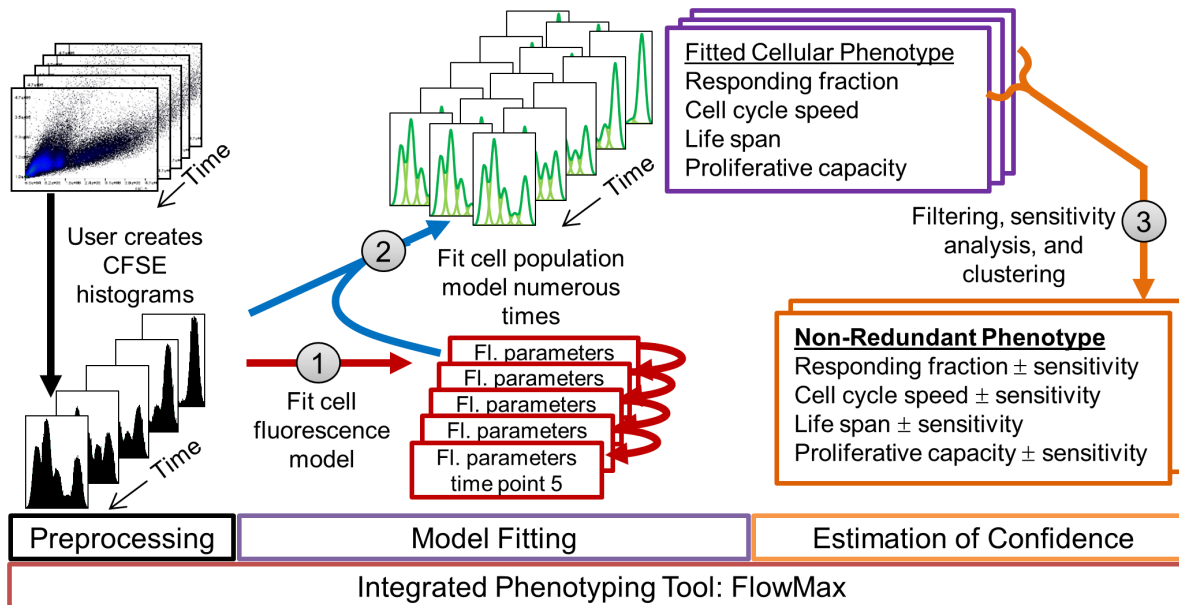 Time
User creates
CFSE
histograms
Time
1
Fit cell
fluorescence
model
2
Time
Fit cell population
model numerous
times
Fl. parameters
Fl. parameters
Fl. parameters
Fl. parameters
Fl. parameters
time point 5
Fitted Cellular Phenotype
Responding fraction
Cell cycle speed
Life span
Proliferative capacity
3
Filtering, sensitivity
analysis, and
clustering
Non-Redundant Phenotype
Responding fraction ± sensitivity
Cell cycle speed ± sensitivity
Life span ± sensitivity
Proliferative capacity ± sensitivity
Preprocessing
Model Fitting
Estimation of Confidence
Integrated Phenotyping Tool: FlowMax